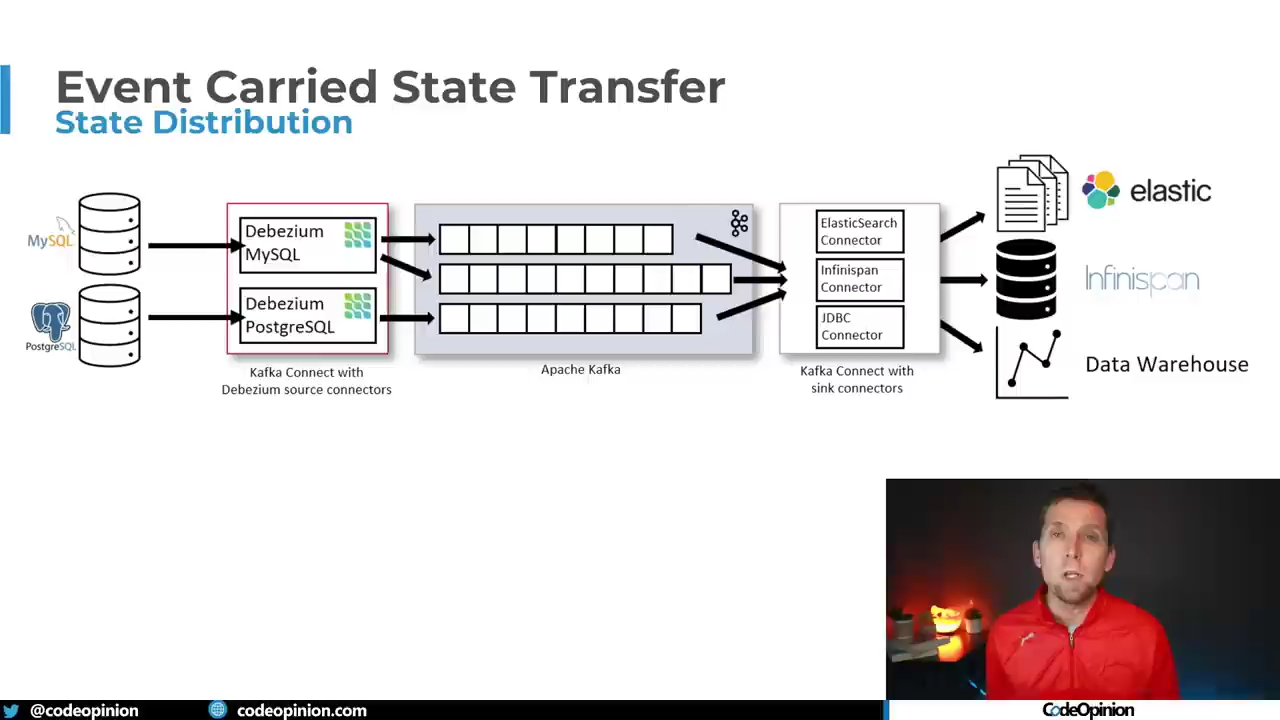 Event Carried State Transfer
State Distribution
MySQL
PostgreSQL
Debezium
MySQL
Debezium
PostgreSQL
Kafka Connect with
Debezium source connectors
Apache Kafka
ElasticSearch
Connector
Infinispan
Connector
JDBC
Connector
Kafka Connect with
sink connectors
elastic
Infinispan
Data Warehouse
@codeopinion
codeopinion.com
CodeOpinion